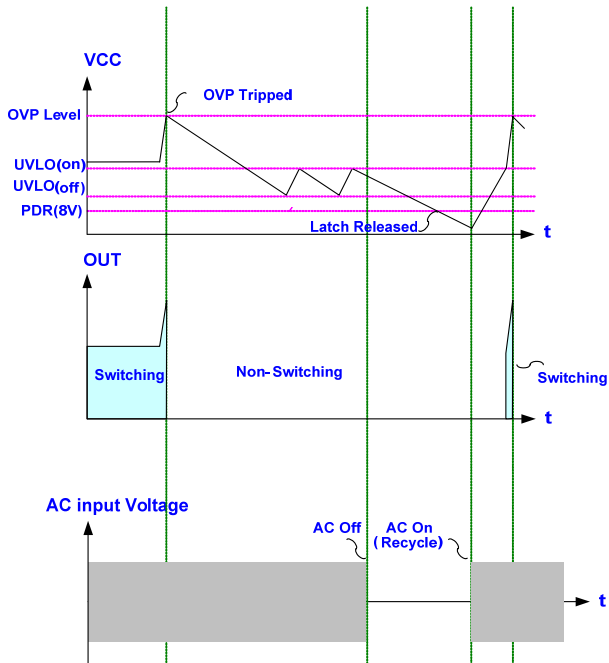 VCC
OVP Tripped
OVP Level
UVLO(on)
UVLO(off)
PDR(8V)
Latch Released
t
OUT
Switching
Non-Switching
Switching
t
AC input Voltage
AC Off
AC On
(Recycle)
t